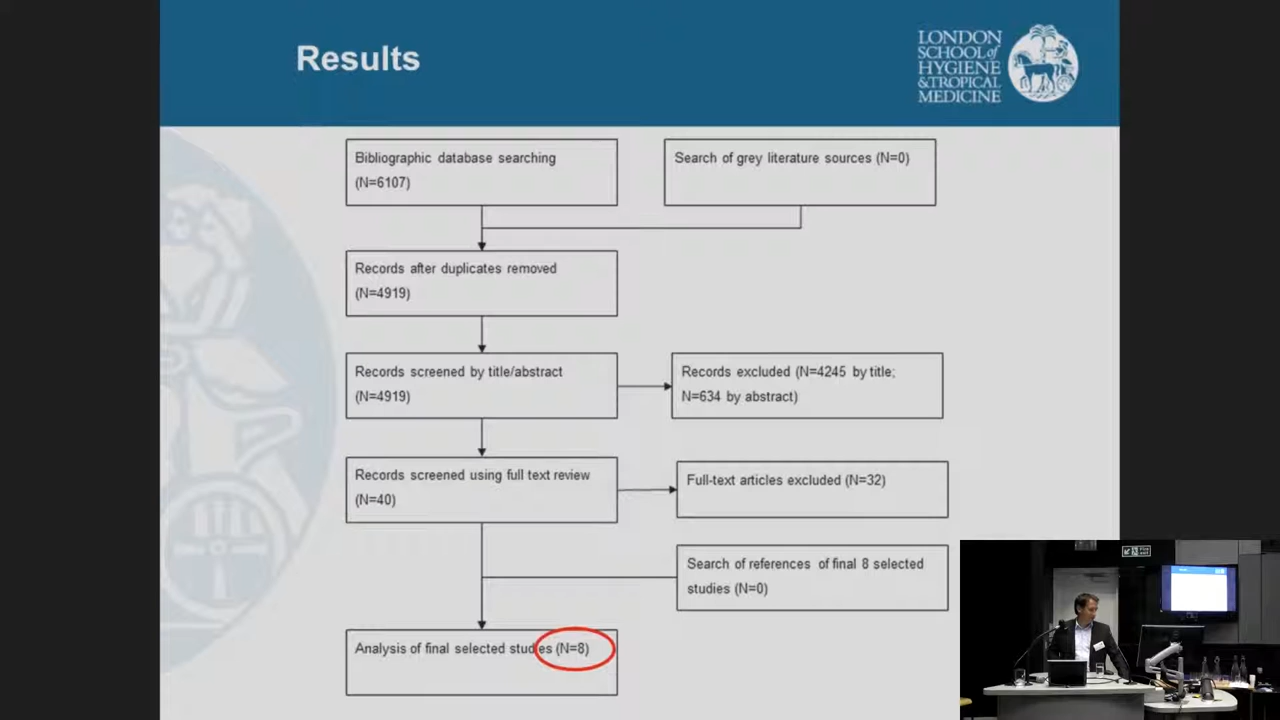 Results
LONDON
SCHOOL of
HYGIENE
& TROPICAL
MEDICINE
Bibliographic database searching
(N=6107)
Search of grey literature sources (N=0)
Records after duplicates removed
(N=4919)
Records screened by title/abstract
(N=4919)
Records excluded (N=4245 by title;
N=634 by abstract)
Records screened using full text review
(N=40)
Full-text articles excluded (N=32)
Search of references of final 8 selected
studies (N=0)
Analysis of final selected studies (N=8)